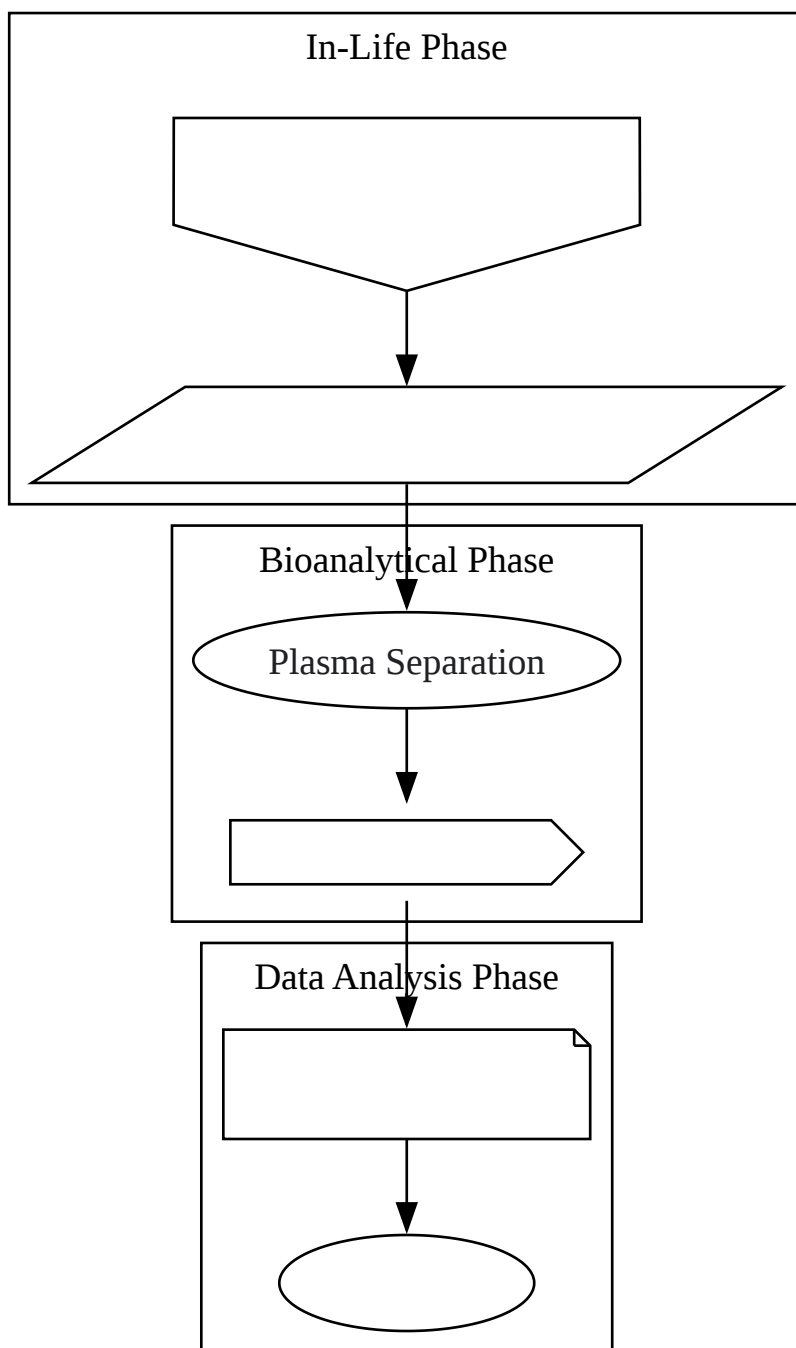 In-Life Phase
Bioanalytical Phase
Plasma Separation
Data Analysis Phase